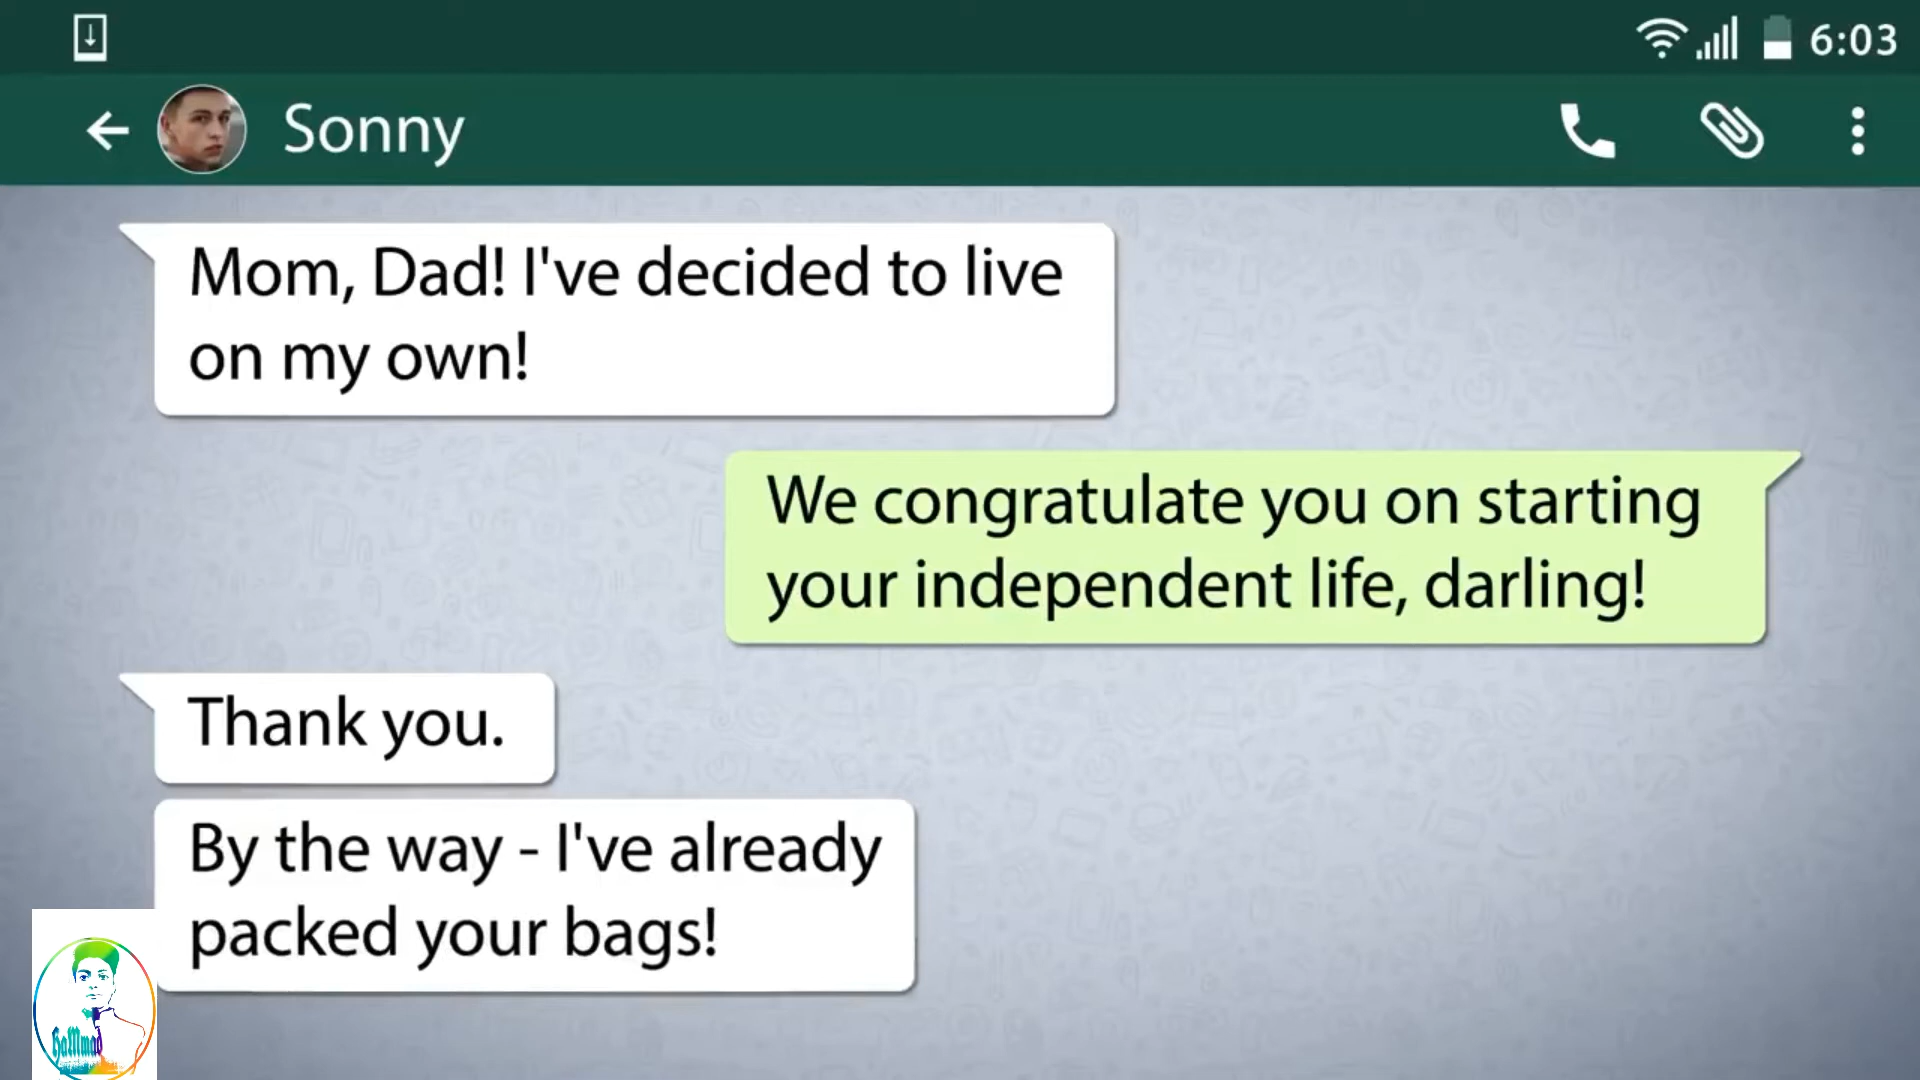 6:03
Sonny
Mom, Dad! I've decided to live
on my own!
We congratulate you on starting
your independent life, darling!
Thank you.
By the way - I've already
packed your bags!